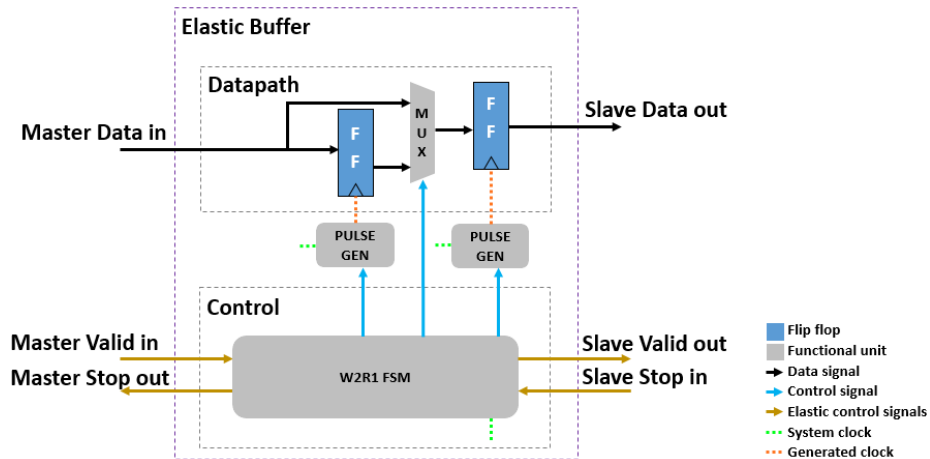 Elastic Buffer
Datapath
Master Data in
F
F
M
U
X
F
F
Slave Data out
PULSE
GEN
PULSE
GEN
Control
Master Valid in
Master Stop out
W2R1 FSM
Slave Valid out
Slave Stop in
Flip flop
Functional unit
Data signal
Control signal
Elastic control signals
System clock
Generated clock